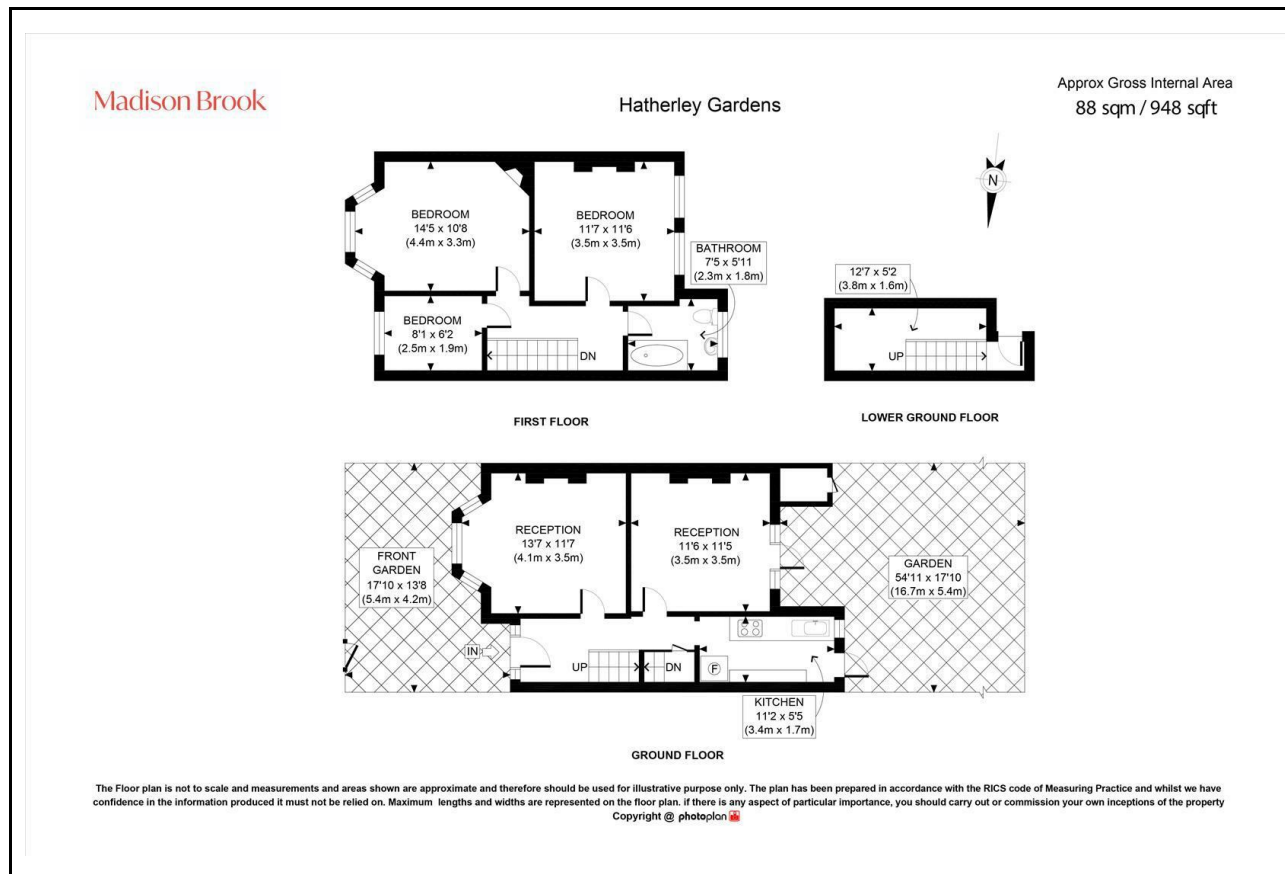 Madison Brook
Hatherley Gardens
Approx Gross Internal Area
88 sqm / 948 sqft
N
BEDROOM
14'5 x 10'8
(4.4m x 3.3m)
BEDROOM
11'7 x 11'6
(3.5m x 3.5m)
BATHROOM
7'5 x 5'11
(2.3m x 1.8m)
BEDROOM
8'1 x 6'2
(2.5m x 1.9m)
DN
FIRST FLOOR
12'7 x 5'2
(3.8m x 1.6m)
UP
LOWER GROUND FLOOR
FRONT
GARDEN
17'10 x 13'8
(5.4m x 4.2m)
RECEPTION
13'7 x 11'7
(4.1m x 3.5m)
RECEPTION
11'6 x 11'5
(3.5m x 3.5m)
GARDEN
54'11 x 17'10
(16.7m x 5.4m)
IN
UP
DN
F
KITCHEN
11'2 x 5'5
(3.4m x 1.7m)
GROUND FLOOR
The Floor plan is not to scale and measurements and areas shown are approximate and therefore should be used for illustrative purpose only. The plan has been prepared in accordance with the RICS code of Measuring Practice and whilst we have
confidence in the information produced it must not be relied on. Maximum lengths and widths are represented on the floor plan. if there is any aspect of particular importance, you should carry out or commission your own inceptions of the property
Copyright @ photoplan